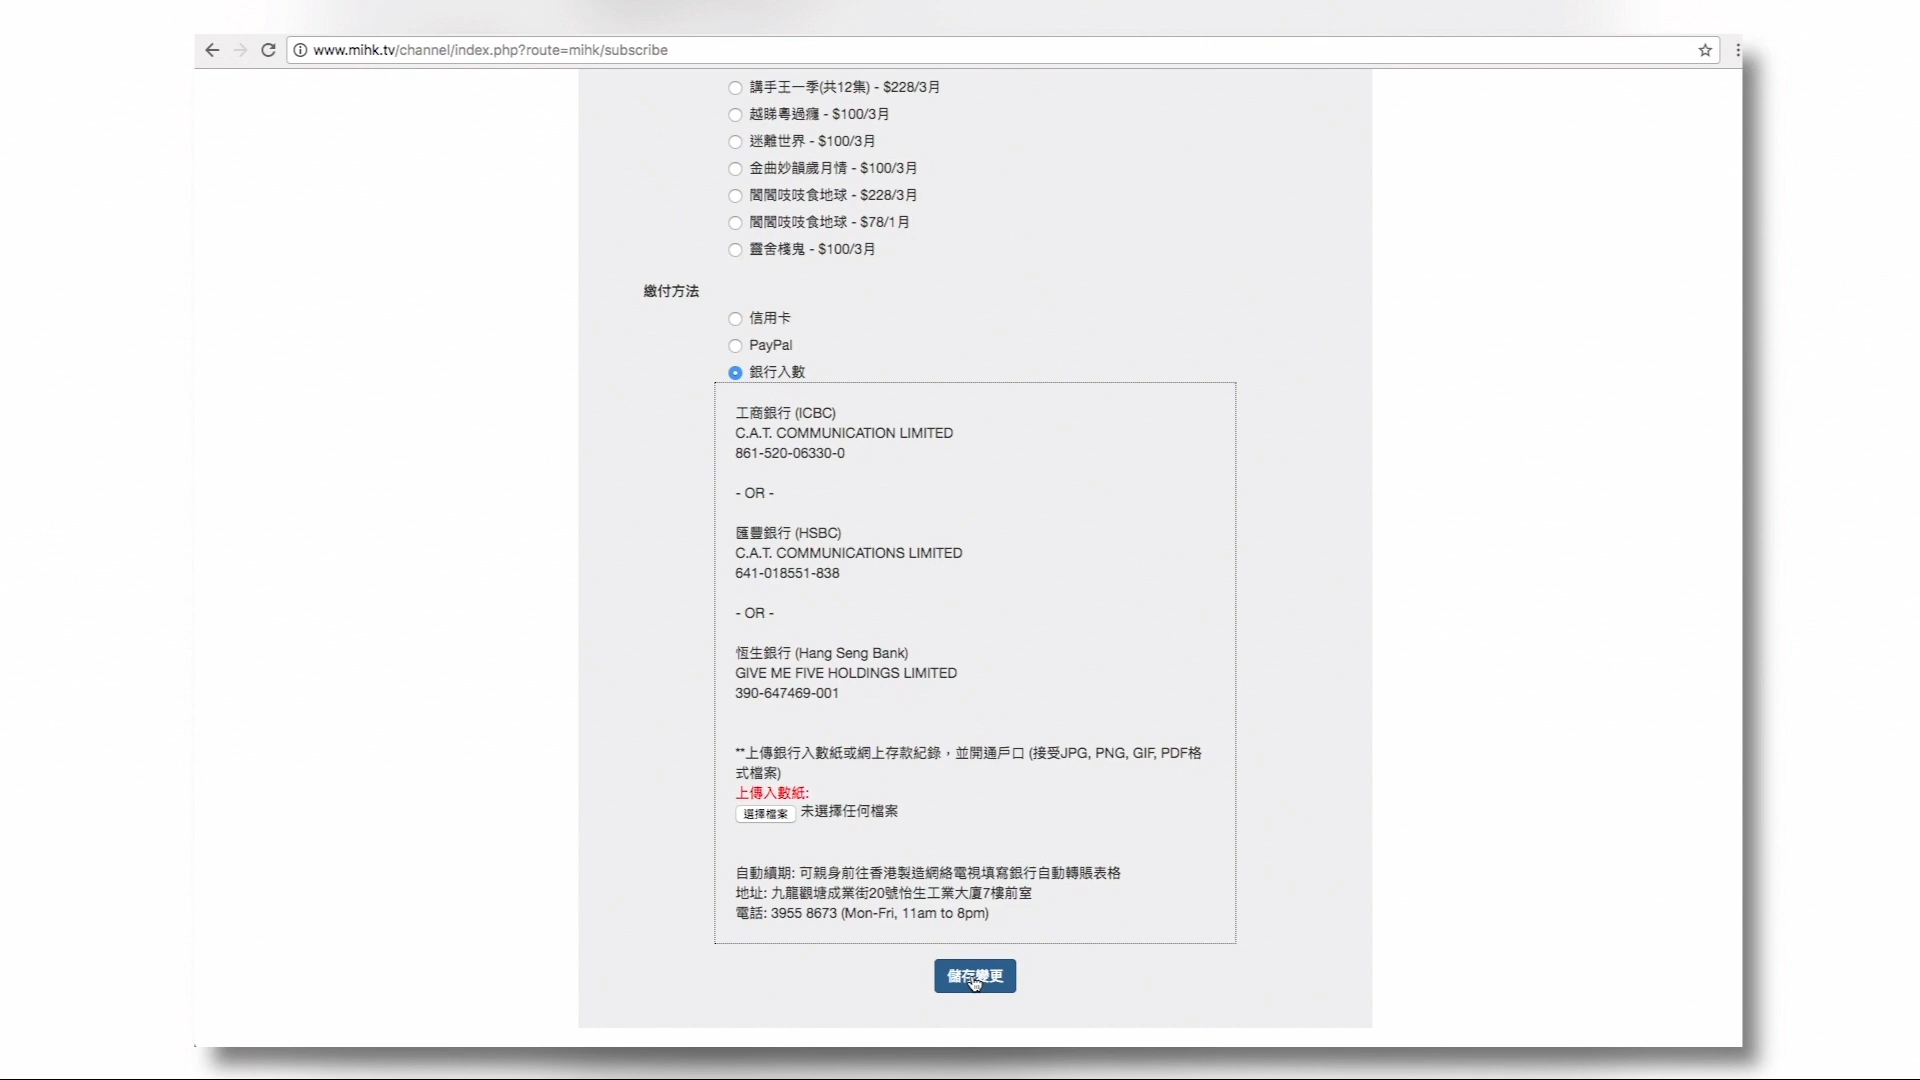 www.mihk.tv/channel/index.php?route=mihk/subscribe
講手王一季(共12集) - $228/3月
越睇粵過癮 - $100/3月
迷離世界 - $100/3月
金曲妙韻歲月情 - $100/3月
閣閣吱吱食地球 - $228/3月
閣閣吱吱食地球 - $78/1月
靈舍棧鬼 - $100/3月
繳付方法
信用卡
PayPal
銀行入數
工商銀行 (ICBC)
C.A.T. COMMUNICATION LIMITED
861-520-06330-0
- OR -
匯豐銀行 (HSBC)
C.A.T. COMMUNICATIONS LIMITED
641-018551-838
- OR -
恆生銀行 (Hang Seng Bank)
GIVE ME FIVE HOLDINGS LIMITED
390-647469-001
**上傳銀行入數紙或網上存款紀錄，並開通戶口 (接受JPG, PNG, GIF, PDF格
式檔案)
上傳入數紙:
選擇檔案 未選擇任何檔案
自動續期: 可親身前往香港製造網絡電視填寫銀行自動轉賬表格
地址: 九龍觀塘成業街20號怡生工業大廈7樓前室
電話: 3955 8673 (Mon-Fri, 11am to 8pm)
儲存變更